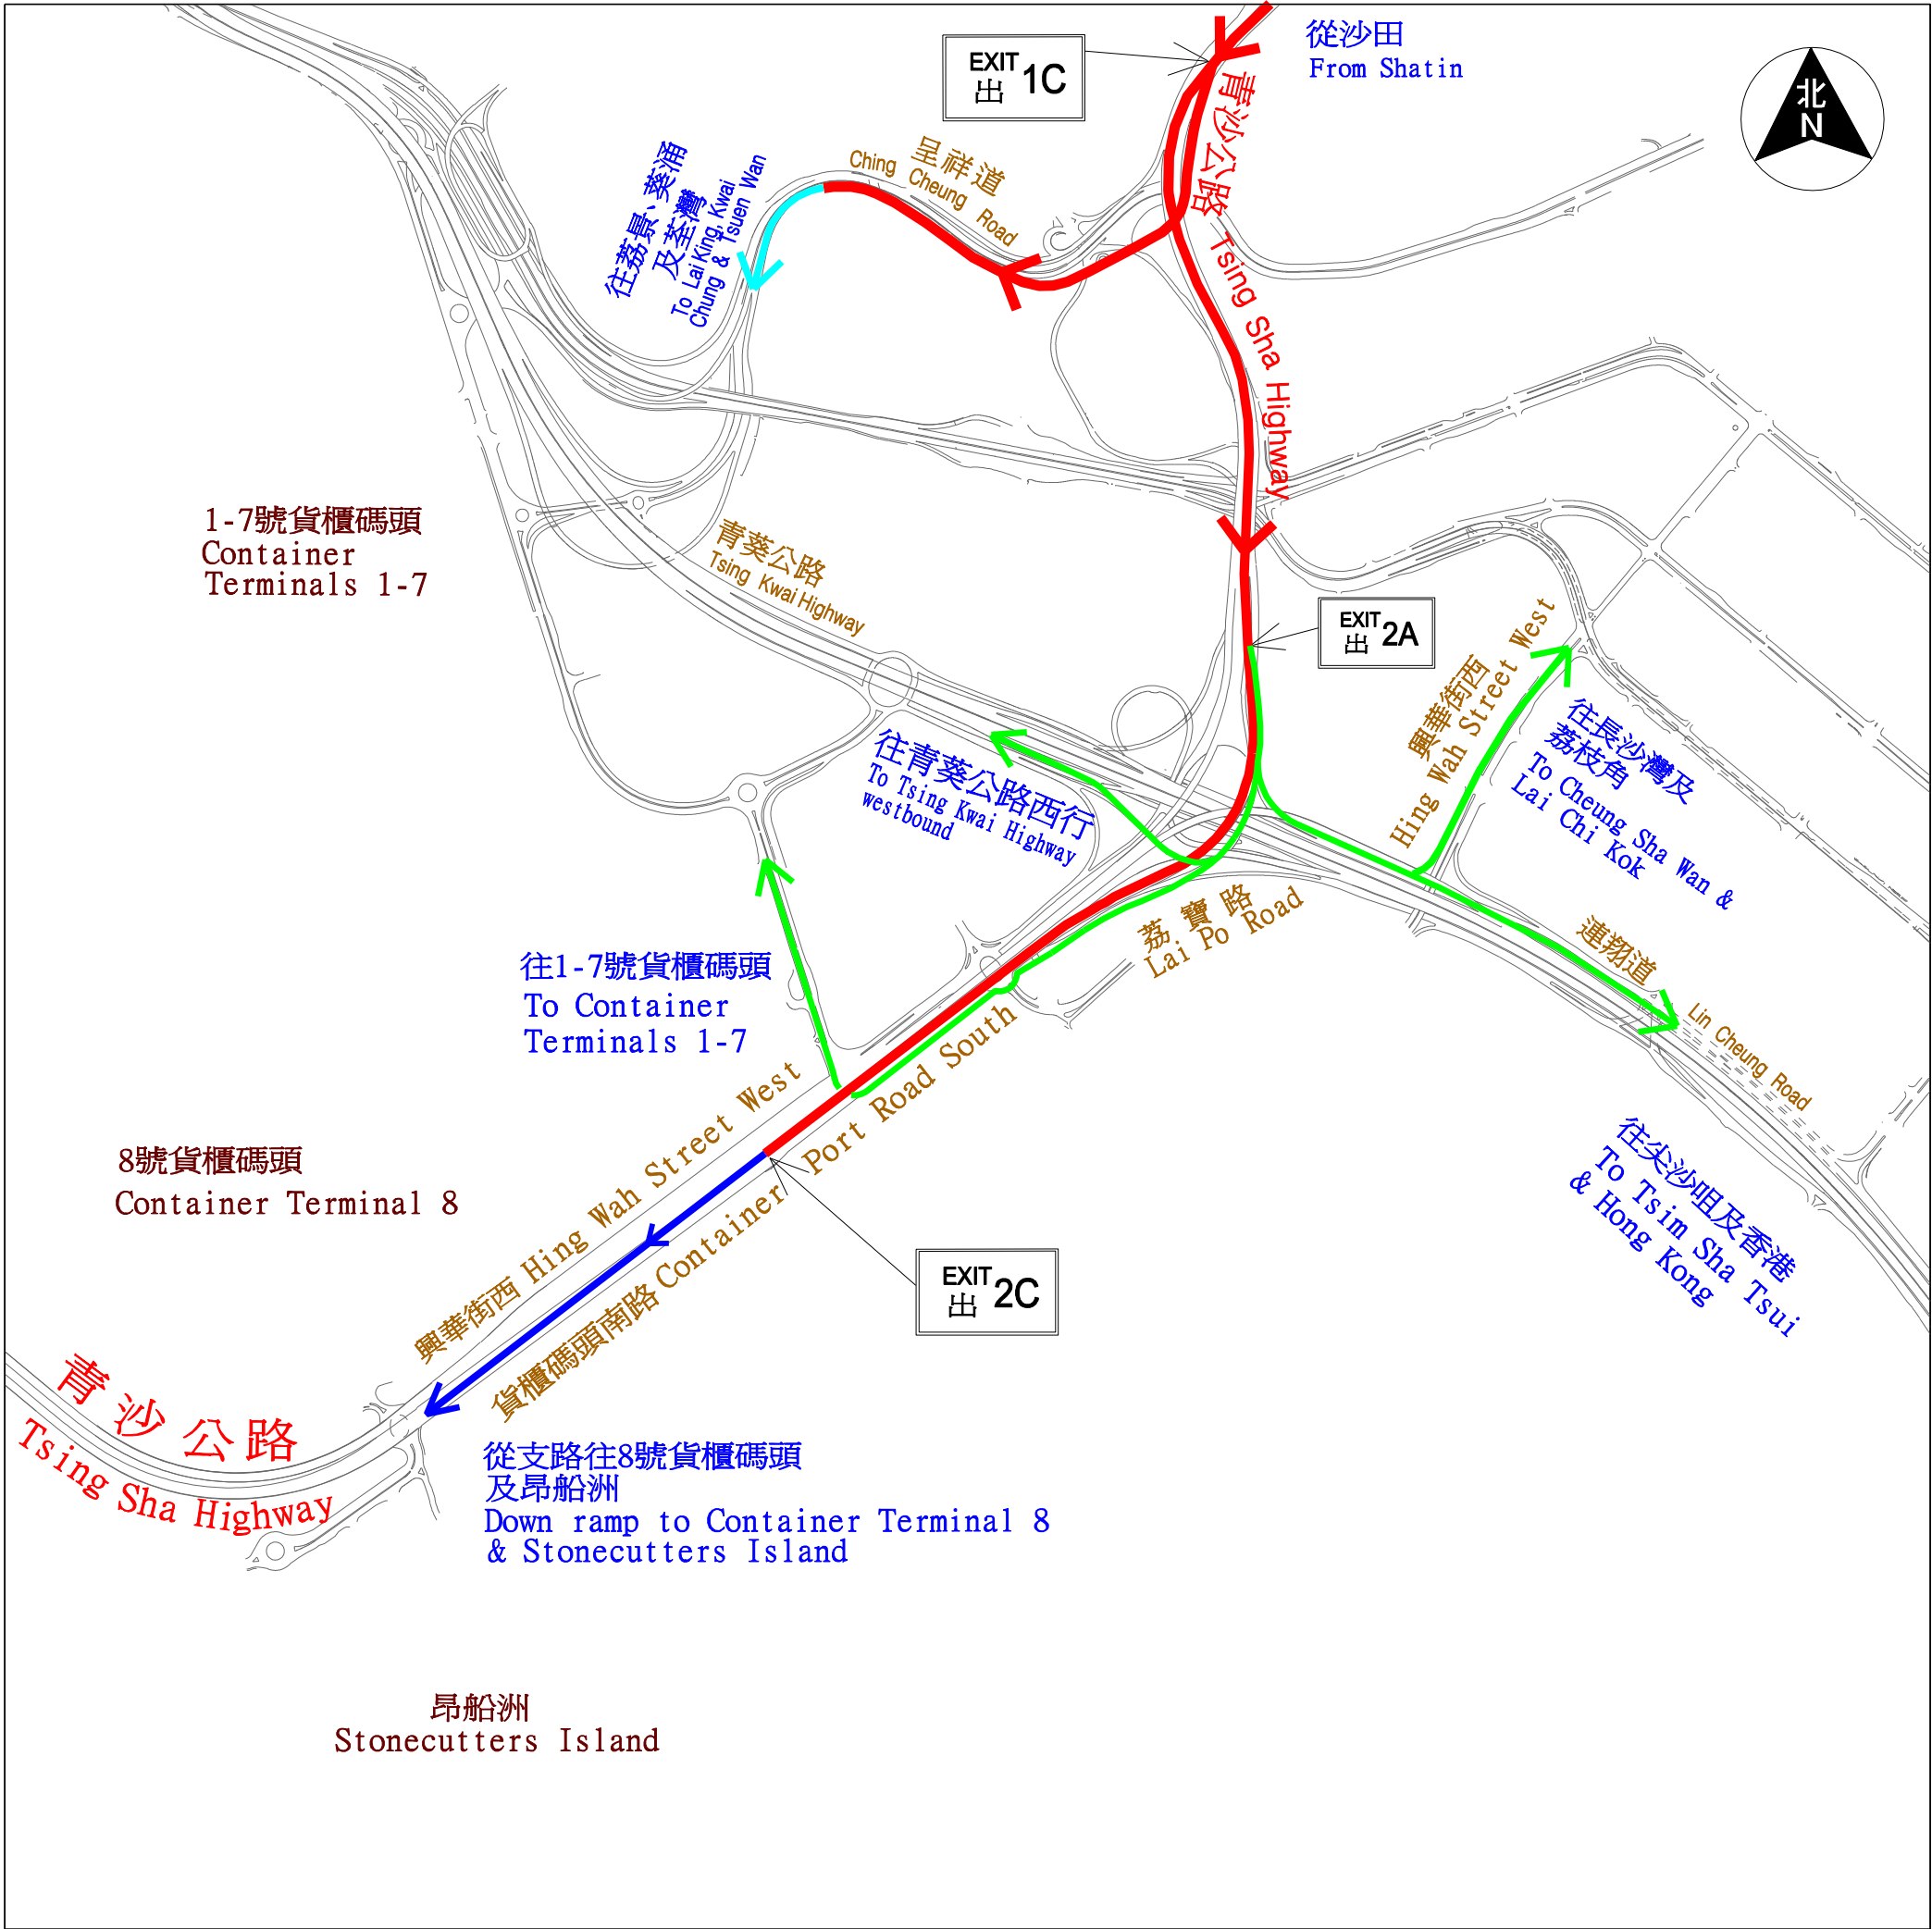 從沙田
From Shatin
EXIT
出
1C
北
N
青沙公路 Tsing Sha Highway
呈祥道
Ching Cheung Road
往荔景、葵涌
及荃灣
To Lai King, Kwai
Chung & Tsuen Wan
1-7號貨櫃碼頭
Container
Terminals 1-7
青葵公路
Tsing Kwai Highway
EXIT
出
2A
興華街西
Hing Wah Street West
往長沙灣及
荔枝角
To Cheung Sha Wan &
Lai Chi Kok
往青葵公路西行
To Tsing Kwai Highway
westbound
荔寶路
Lai Po Road
連翔道
Lin Cheung Road
往1-7號貨櫃碼頭
To Container
Terminals 1-7
往尖沙咀及香港
To Tsim Sha Tsui
& Hong Kong
8號貨櫃碼頭
Container Terminal 8
興華街西 Hing Wah Street West
貨櫃碼頭南路 Container Port Road South
EXIT
出
2C
青沙公路
Tsing Sha Highway
從支路往8號貨櫃碼頭
及昂船洲
Down ramp to Container Terminal 8
& Stonecutters Island
昂船洲
Stonecutters Island